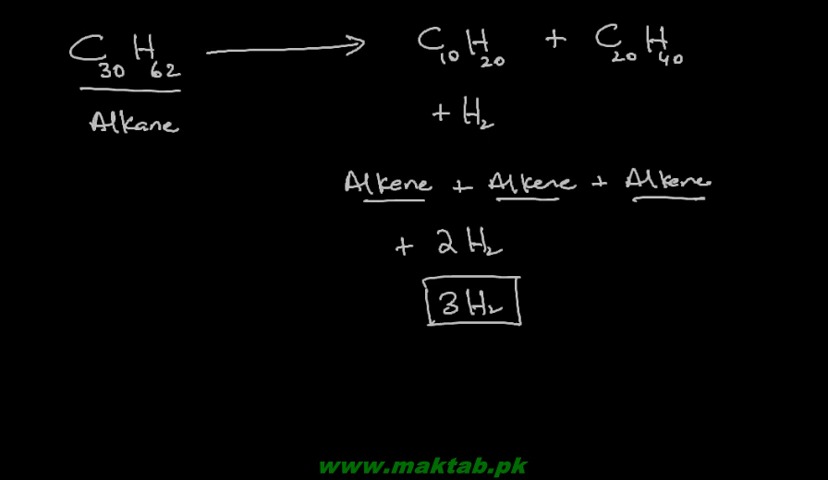 C₃₀H₆₂ ⟶ C₁₀H₂₀ + C₂₀H₄₀
Alkane
+ H₂
Alkene + Alkene + Alkene
+ 2H₂
3H₂
www.maktab.pk